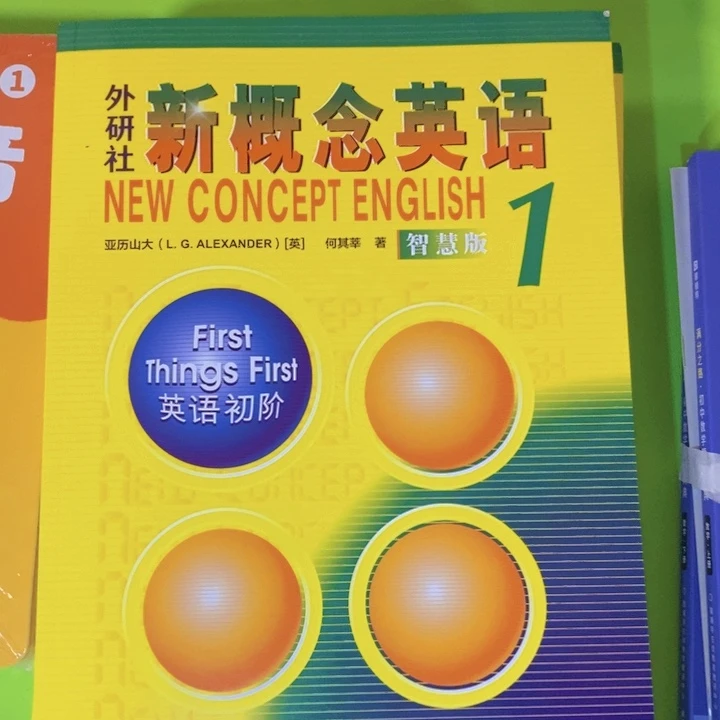 外研社
新概念英语
NEW CONCEPT ENGLISH
1
亚历山大（L. G. ALEXANDER）[英] 何其莘 著
智慧版
First
Things First
英语初阶
1